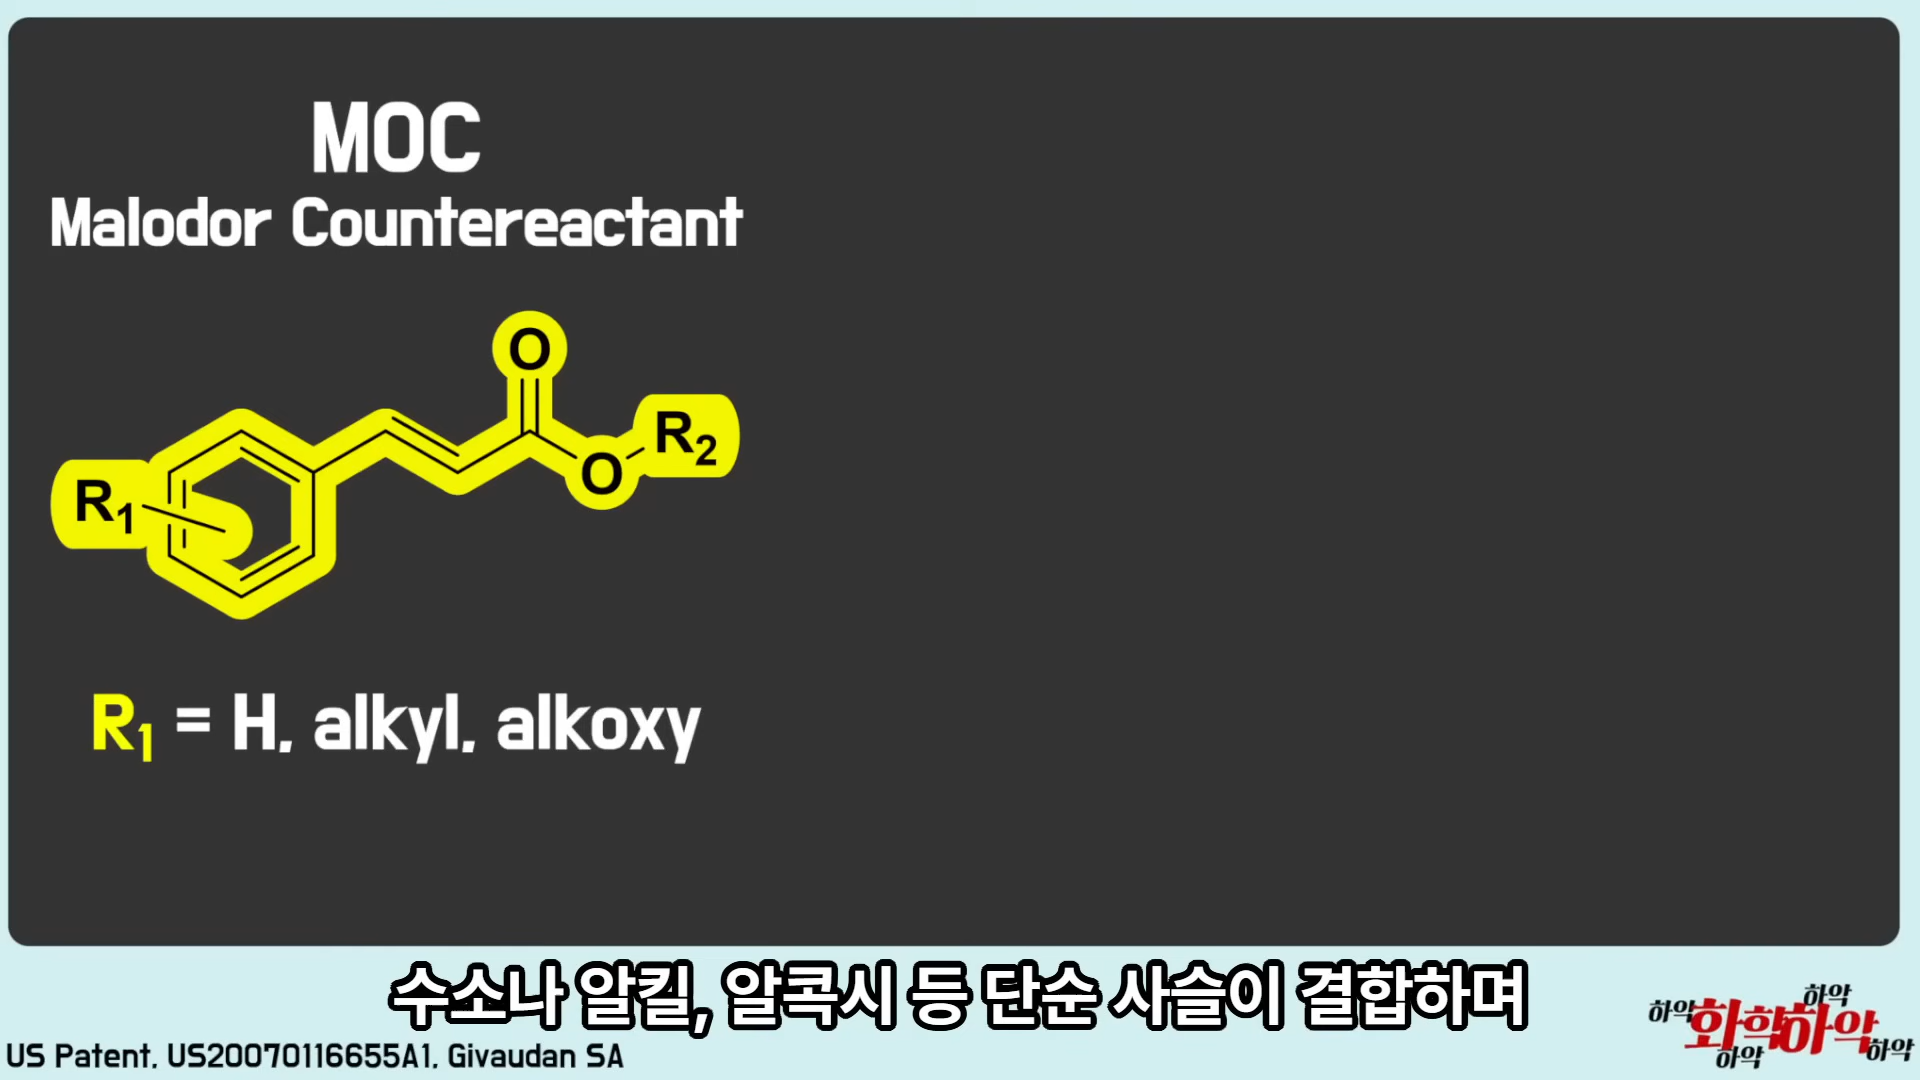 MOC
Malodor Countereactant
O
R₂
O
R₁
R₁ = H, alkyl, alkoxy
수소나 알킬, 알콕시 등 단순 사슬이 결합하며
하악 화학하악 하악
하악 하악
US Patent, US20070116655A1, Givaudan SA